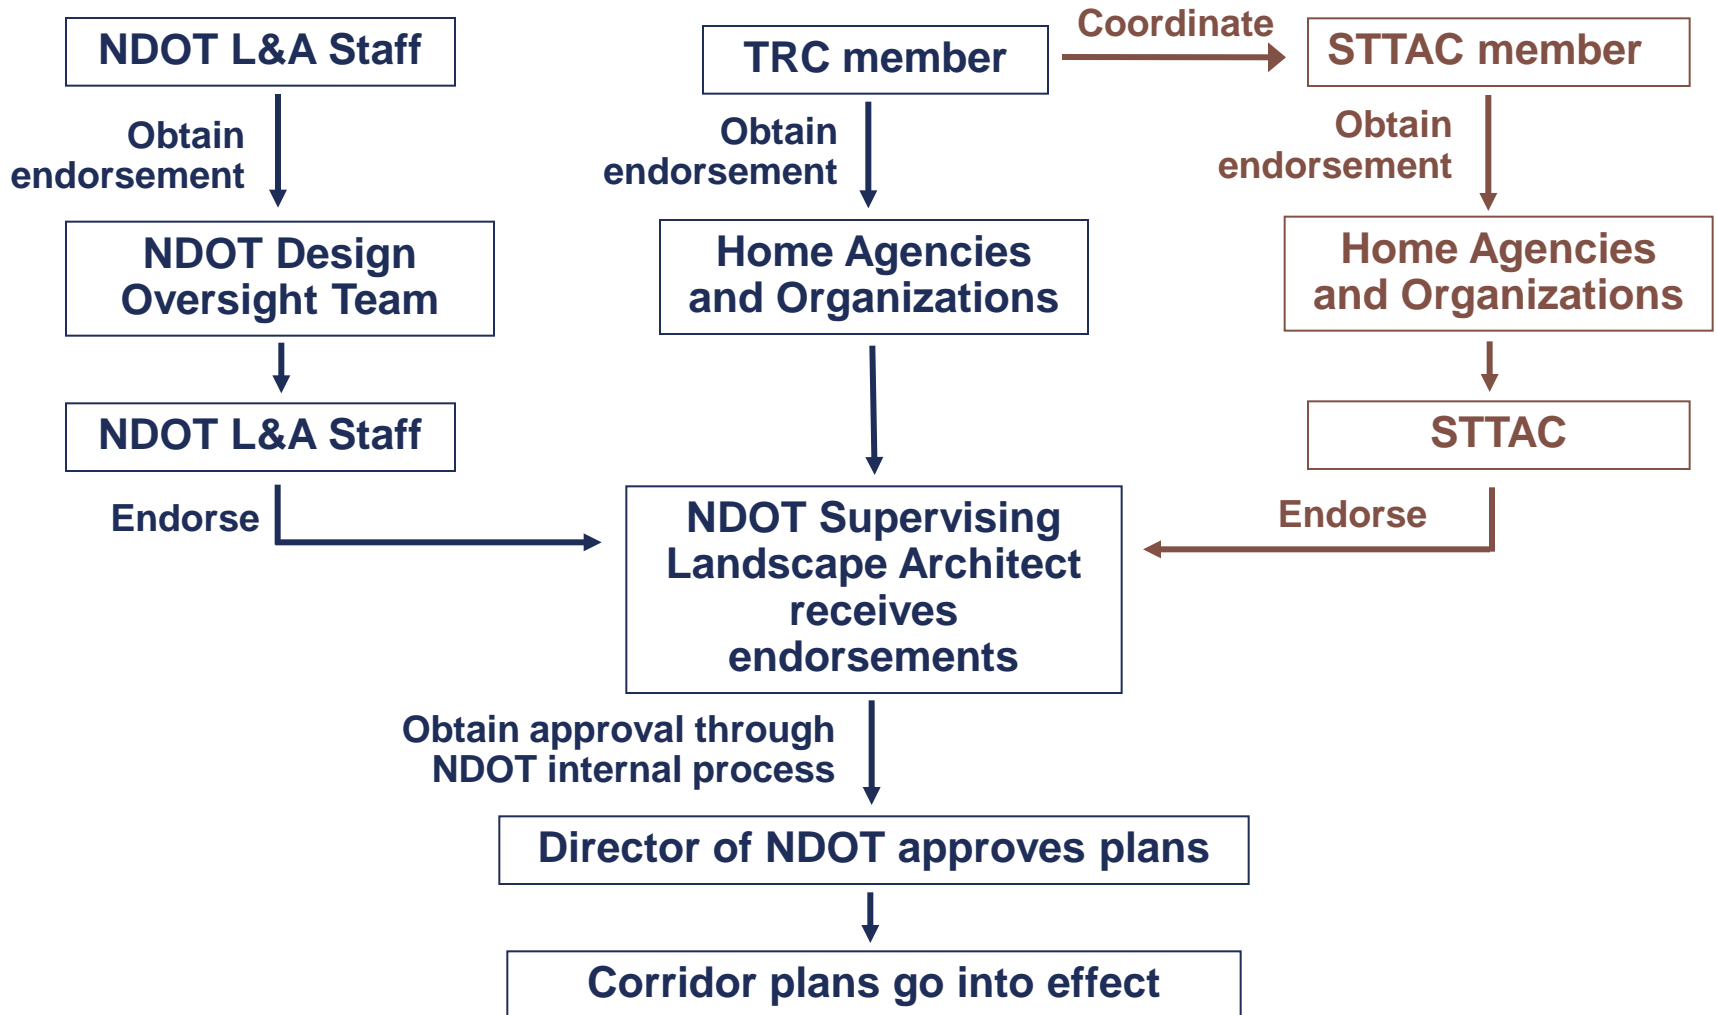 NDOT L&A Staff
TRC member
Coordinate
STTAC member
Obtain
endorsement
Obtain
endorsement
Obtain
endorsement
NDOT Design
Oversight Team
Home Agencies
and Organizations
Home Agencies
and Organizations
NDOT L&A Staff
STTAC
Endorse
NDOT Supervising
Landscape Architect
receives
endorsements
Endorse
Obtain approval through
NDOT internal process
Director of NDOT approves plans
Corridor plans go into effect